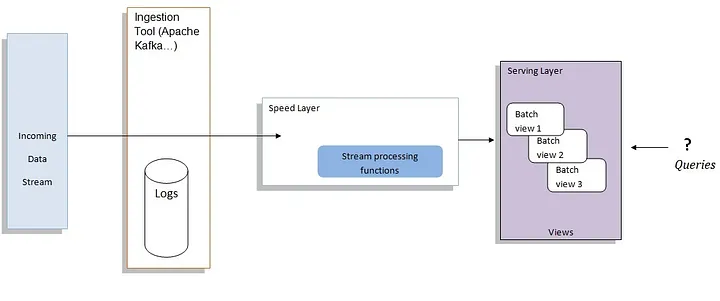 Incoming
Data
Stream
Ingestion
Tool (Apache
Kafka...)
Logs
Speed Layer
Stream processing
functions
Serving Layer
Batch
view 1
Batch
view 2
Batch
view 3
Views
?
Queries